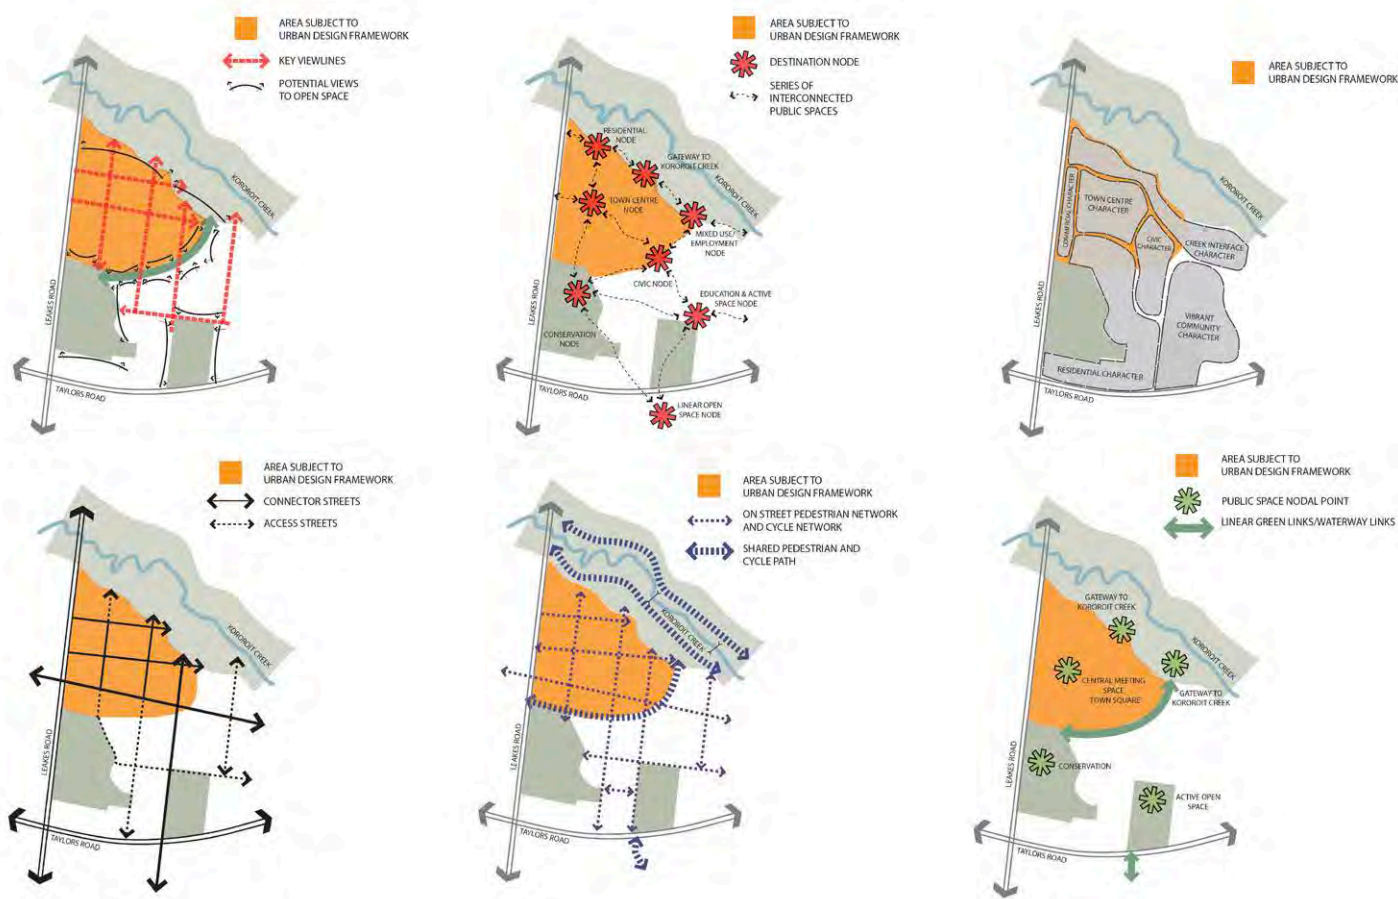 AREA SUBJECT TO
URBAN DESIGN FRAMEWORK
KEY VIEWLINES
POTENTIAL VIEWS
TO OPEN SPACE
KOROROIT CREEK
LEAKES ROAD
TAYLORS ROAD
AREA SUBJECT TO
URBAN DESIGN FRAMEWORK
DESTINATION NODE
SERIES OF
INTERCONNECTED
PUBLIC SPACES
RESIDENTIAL
NODE
GATEWAY TO
KOROROIT CREEK
KOROROIT CREEK
TOWN CENTRE
NODE
MIXED USE/
EMPLOYMENT
NODE
CIVIC NODE
EDUCATION & ACTIVE
SPACE NODE
LEAKES ROAD
CONSERVATION
NODE
TAYLORS ROAD
LINEAR OPEN
SPACE NODE
AREA SUBJECT TO
URBAN DESIGN FRAMEWORK
KOROROIT CREEK
COMMERCIAL CHARACTER
TOWN CENTRE
CHARACTER
CIVIC
CHARACTER
CREEK INTERFACE
CHARACTER
LEAKES ROAD
VIBRANT
COMMUNITY
CHARACTER
RESIDENTIAL CHARACTER
TAYLORS ROAD
AREA SUBJECT TO
URBAN DESIGN FRAMEWORK
CONNECTOR STREETS
ACCESS STREETS
KOROROIT CREEK
LEAKES ROAD
TAYLORS ROAD
AREA SUBJECT TO
URBAN DESIGN FRAMEWORK
ON STREET PEDESTRIAN NETWORK
AND CYCLE NETWORK
SHARED PEDESTRIAN AND
CYCLE PATH
KOROROIT CREEK
LEAKES ROAD
TAYLORS ROAD
AREA SUBJECT TO
URBAN DESIGN FRAMEWORK
PUBLIC SPACE NODAL POINT
LINEAR GREEN LINKS/WATERWAY LINKS
GATEWAY TO
KOROROIT CREEK
KOROROIT CREEK
CENTRAL MEETING
SPACE
TOWN SQUARE
GATEWAY TO
KOROROIT CREEK
LEAKES ROAD
CONSERVATION
ACTIVE OPEN
SPACE
TAYLORS ROAD